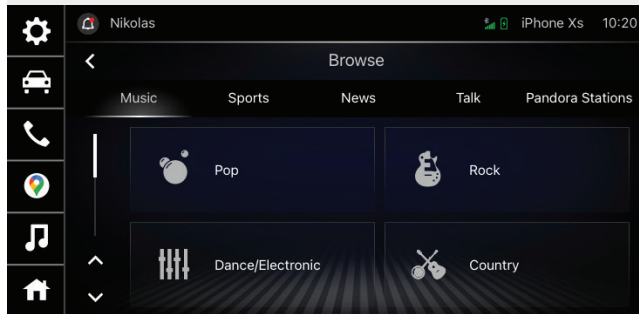 Nikolas iPhone Xs 10:20
Browse
Music Sports News Talk Pandora Stations
Pop Rock
Dance/Electronic Country